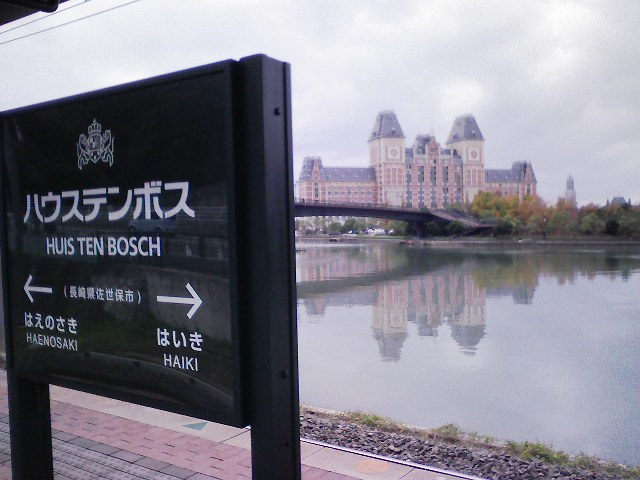 ハウステンボス
HUIS TEN BOSCH
← (長崎県佐世保市) →
はえのさき はいき
HAENOSAKI HAIKI